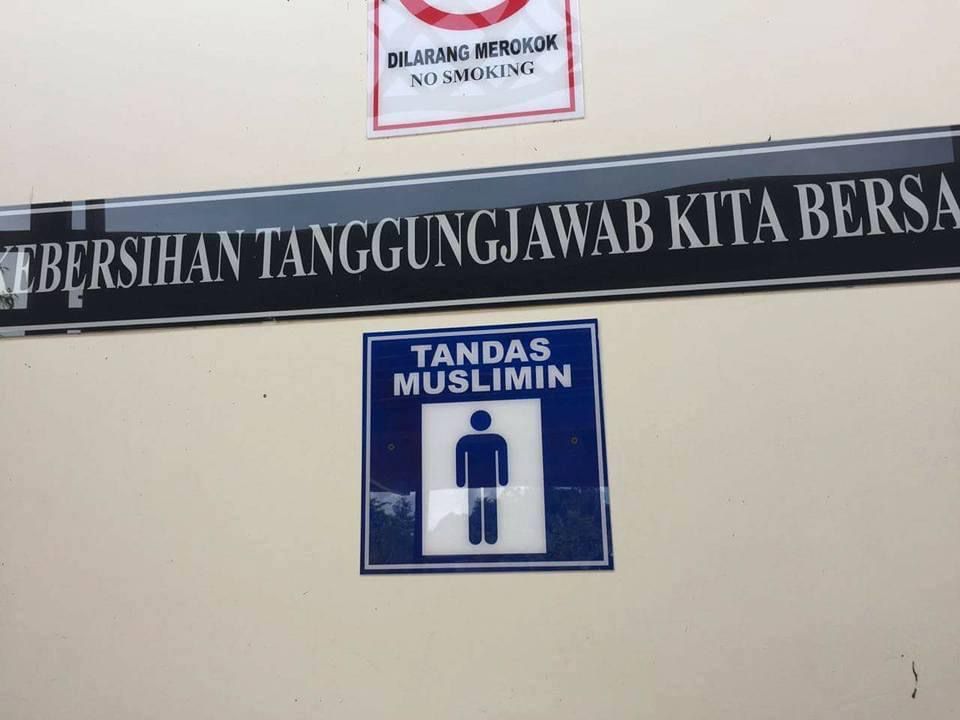 DILARANG MEROKOK
NO SMOKING
KEBERSIHAN TANGGUNGJAWAB KITA BERSA
TANDAS
MUSLIMIN